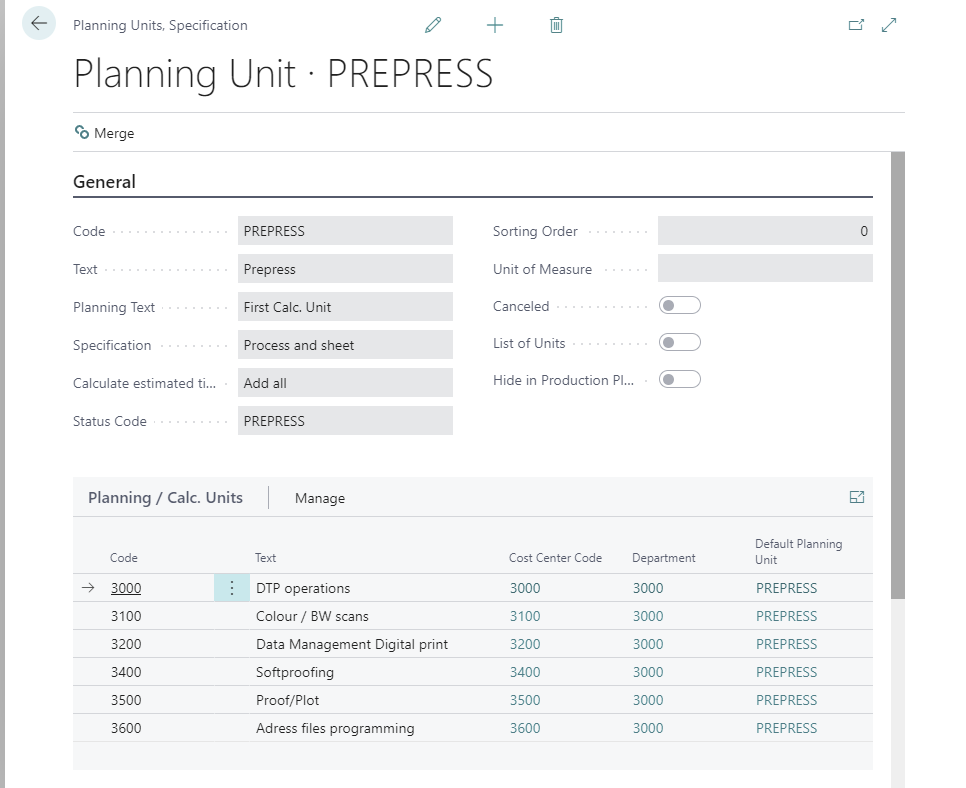 Planning Units, Specification
Planning Unit · PREPRESS
Merge
General
Code PREPRESS
Sorting Order 0
Text Prepress
Unit of Measure
Planning Text First Calc. Unit
Canceled
Specification Process and sheet
List of Units
Calculate estimated ti... Add all
Hide in Production Pl...
Status Code PREPRESS
Planning / Calc. Units Manage
Code Text Cost Center Code Department Default Planning Unit
3000 DTP operations 3000 3000 PREPRESS
3100 Colour / BW scans 3100 3000 PREPRESS
3200 Data Management Digital print 3200 3000 PREPRESS
3400 Softproofing 3400 3000 PREPRESS
3500 Proof/Plot 3500 3000 PREPRESS
3600 Adress files programming 3600 3000 PREPRESS